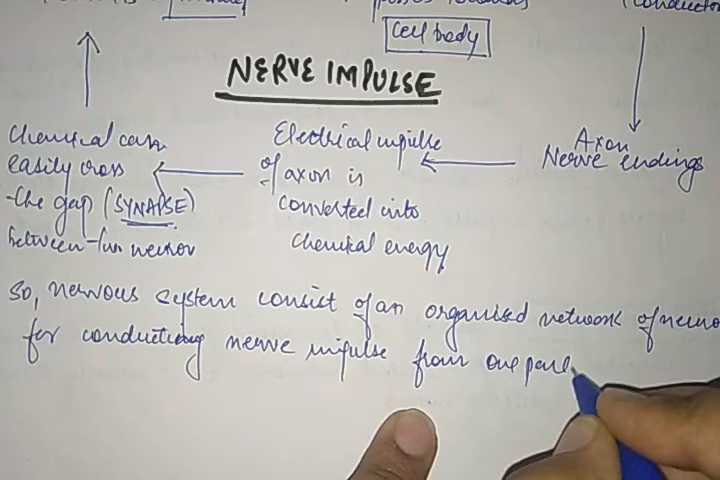 Cell body
(Conductor
NERVE IMPULSE
Chemical can
easily cross
the gap (SYNAPSE)
between two neuron
Electrical impulse
of axon is
converted into
chemical energy
Axon
Nerve endings
So, nervous system consist of an organised network of neuro
for conducting nerve impulse from one par